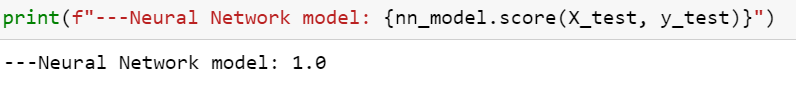 print(f"---Neural Network model: {nn_model.score(X_test, y_test)}")
---Neural Network model: 1.0